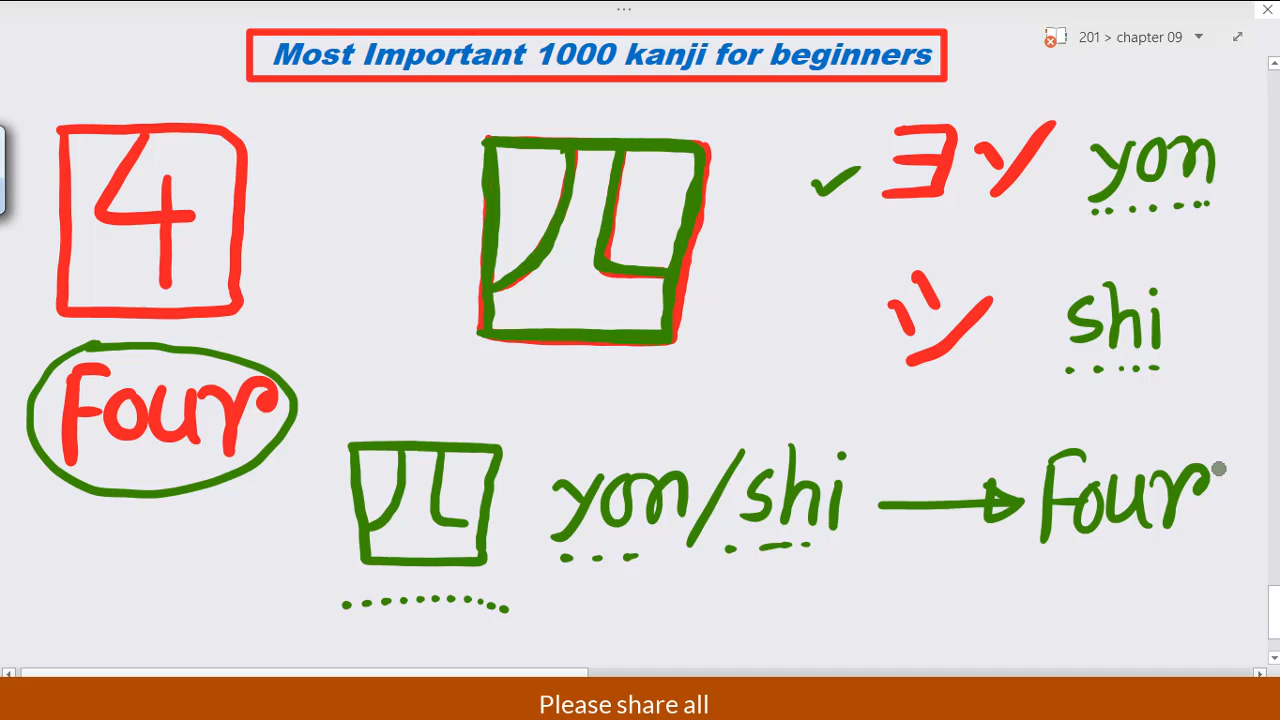 201 > chapter 09
Most Important 1000 kanji for beginners
4 四 ヨン yon
シ shi
Four
四 yon/shi → Four
Please share all